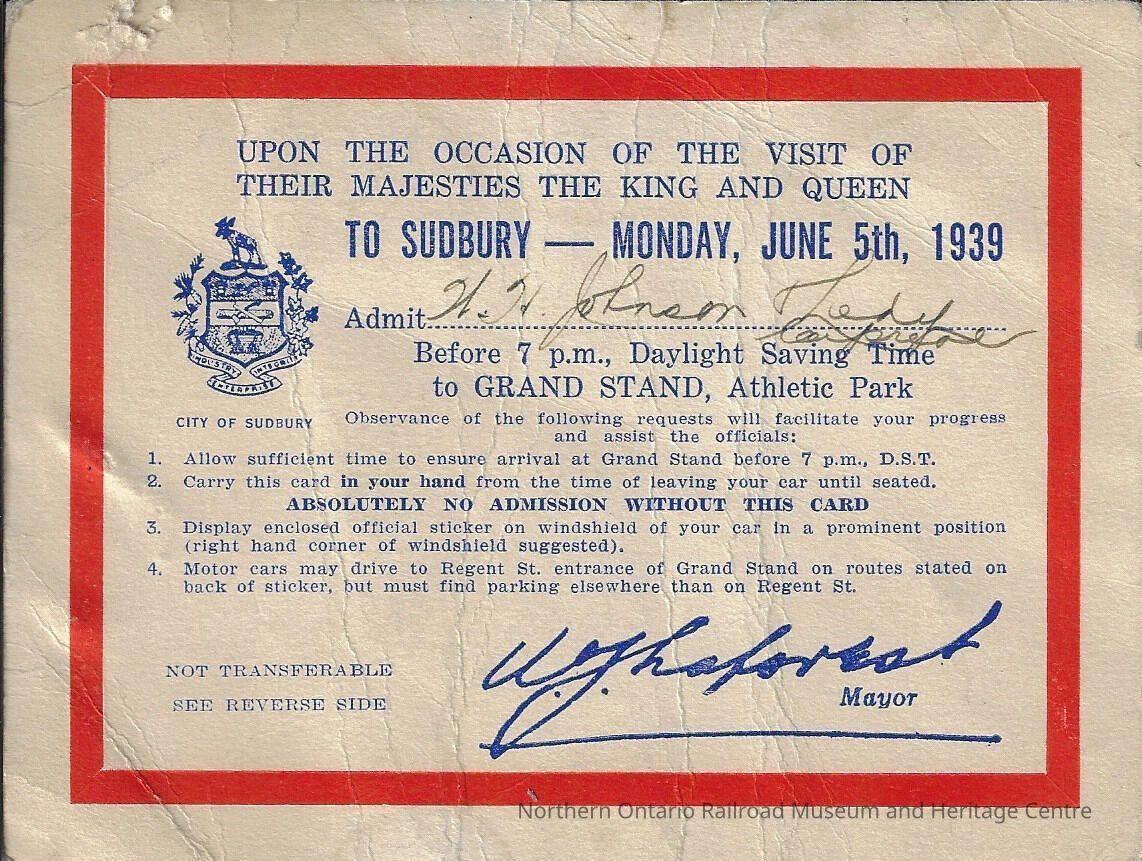 UPON THE OCCASION OF THE VISIT OF
THEIR MAJESTIES THE KING AND QUEEN
TO SUDBURY — MONDAY, JUNE 5th, 1939
Admit W. H. Johnson
Before 7 p.m., Daylight Saving Time
to GRAND STAND, Athletic Park
INDUSTRY INTEGRITY
ENTERPRISE
CITY OF SUDBURY
Observance of the following requests will facilitate your progress
and assist the officials:
1. Allow sufficient time to ensure arrival at Grand Stand before 7 p.m., D.S.T.
2. Carry this card in your hand from the time of leaving your car until seated.
ABSOLUTELY NO ADMISSION WITHOUT THIS CARD
3. Display enclosed official sticker on windshield of your car in a prominent position
(right hand corner of windshield suggested).
4. Motor cars may drive to Regent St. entrance of Grand Stand on routes stated on
back of sticker, but must find parking elsewhere than on Regent St.
NOT TRANSFERABLE
SEE REVERSE SIDE
W. J. Laforest
Mayor
Northern Ontario Railroad Museum and Heritage Centre